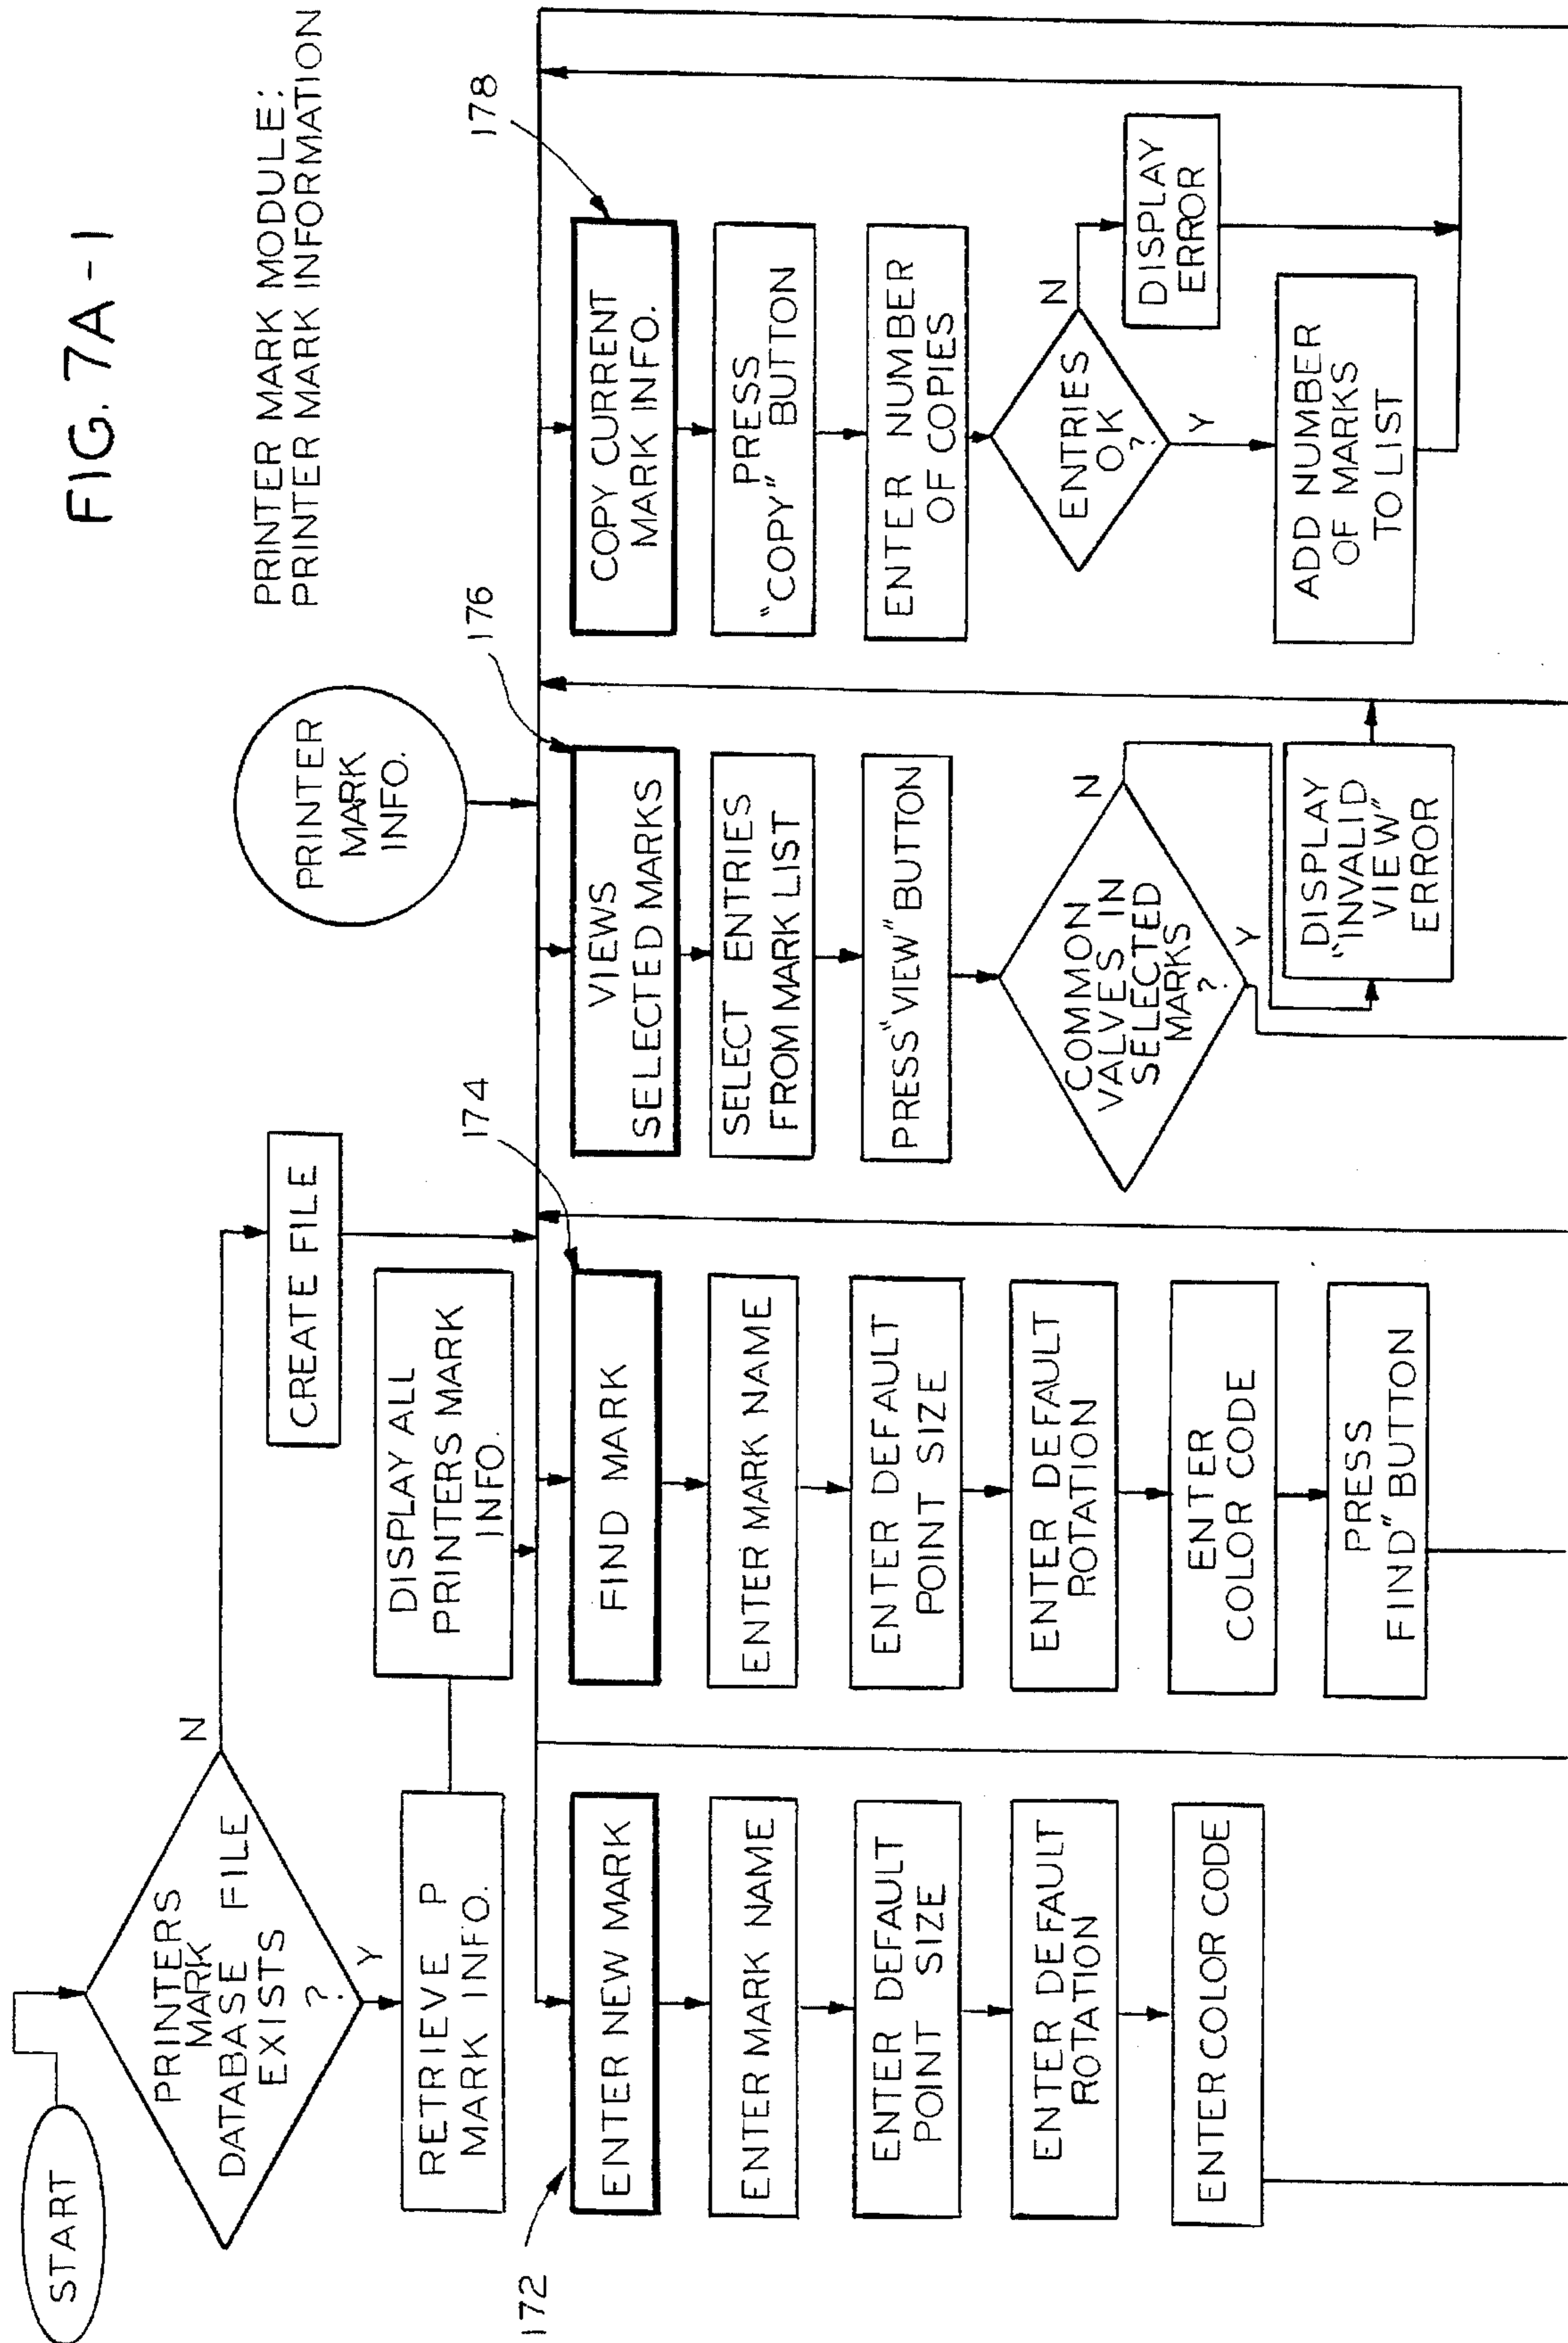 FIG. 7A-1
PRINTER MARK MODULE:
PRINTER MARK INFORMATION
START
PRINTERS
MARK
DATABASE FILE
EXISTS
?
N
Y
CREATE FILE
RETRIEVE P
MARK INFO.
DISPLAY ALL
PRINTERS MARK
INFO.
PRINTER
MARK
INFO.
172
ENTER NEW MARK
ENTER MARK NAME
ENTER DEFAULT
POINT SIZE
ENTER DEFAULT
ROTATION
ENTER COLOR CODE
174
FIND MARK
ENTER MARK NAME
ENTER DEFAULT
POINT SIZE
ENTER DEFAULT
ROTATION
ENTER
COLOR CODE
PRESS
FIND" BUTTON
176
VIEWS
SELECTED MARKS
SELECT ENTRIES
FROM MARK LIST
PRESS "VIEW" BUTTON
COMMON
VALVES IN
SELECTED
MARKS
?
N
Y
DISPLAY
"INVALID
VIEW"
ERROR
178
COPY CURRENT
MARK INFO.
PRESS
"COPY" BUTTON
ENTER NUMBER
OF COPIES
ENTRIES
OK
?
N
Y
DISPLAY
ERROR
ADD NUMBER
OF MARKS
TO LIST